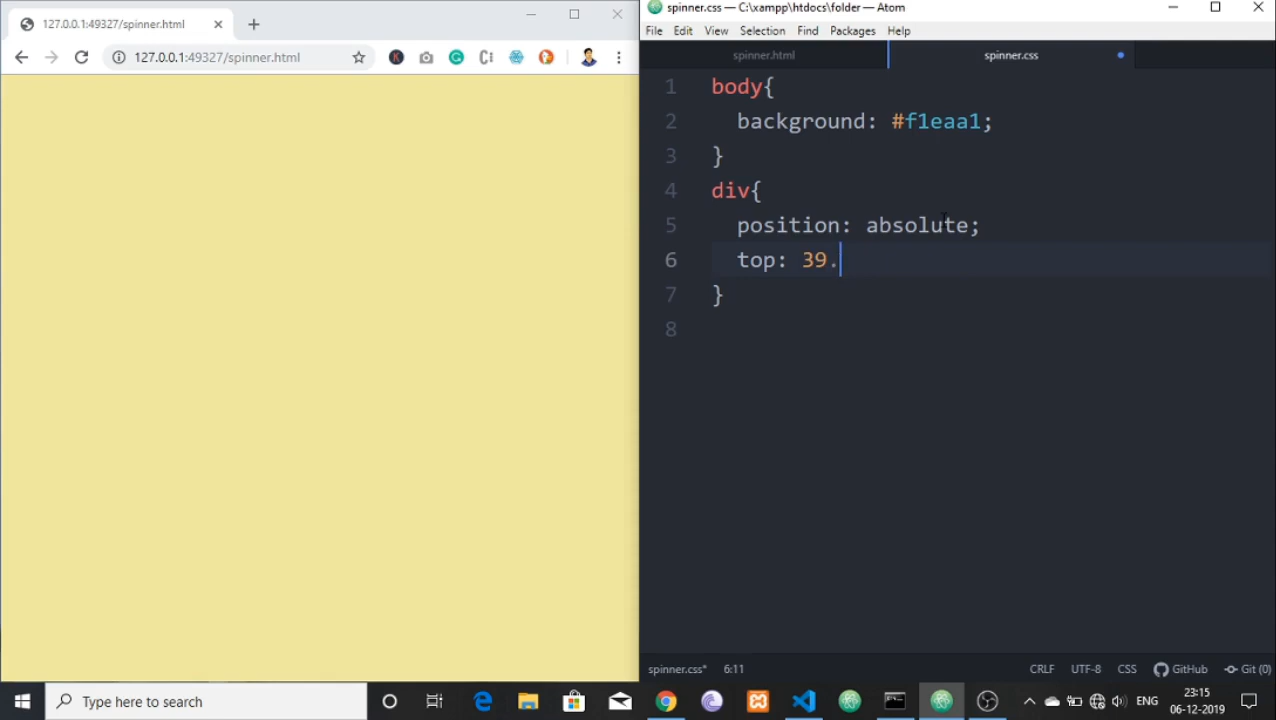 127.0.0.1:49327/spinner.html
127.0.0.1:49327/spinner.html
spinner.css — C:\xampp\htdocs\folder — Atom
File Edit View Selection Find Packages Help
spinner.html spinner.css
1 body{
2 background: #f1eaa1;
3 }
4 div{
5 position: absolute;
6 top: 39.
7 }
8
spinner.css* 6:11 CRLF UTF-8 CSS GitHub Git (0)
Type here to search
ENG
23:15
06-12-2019